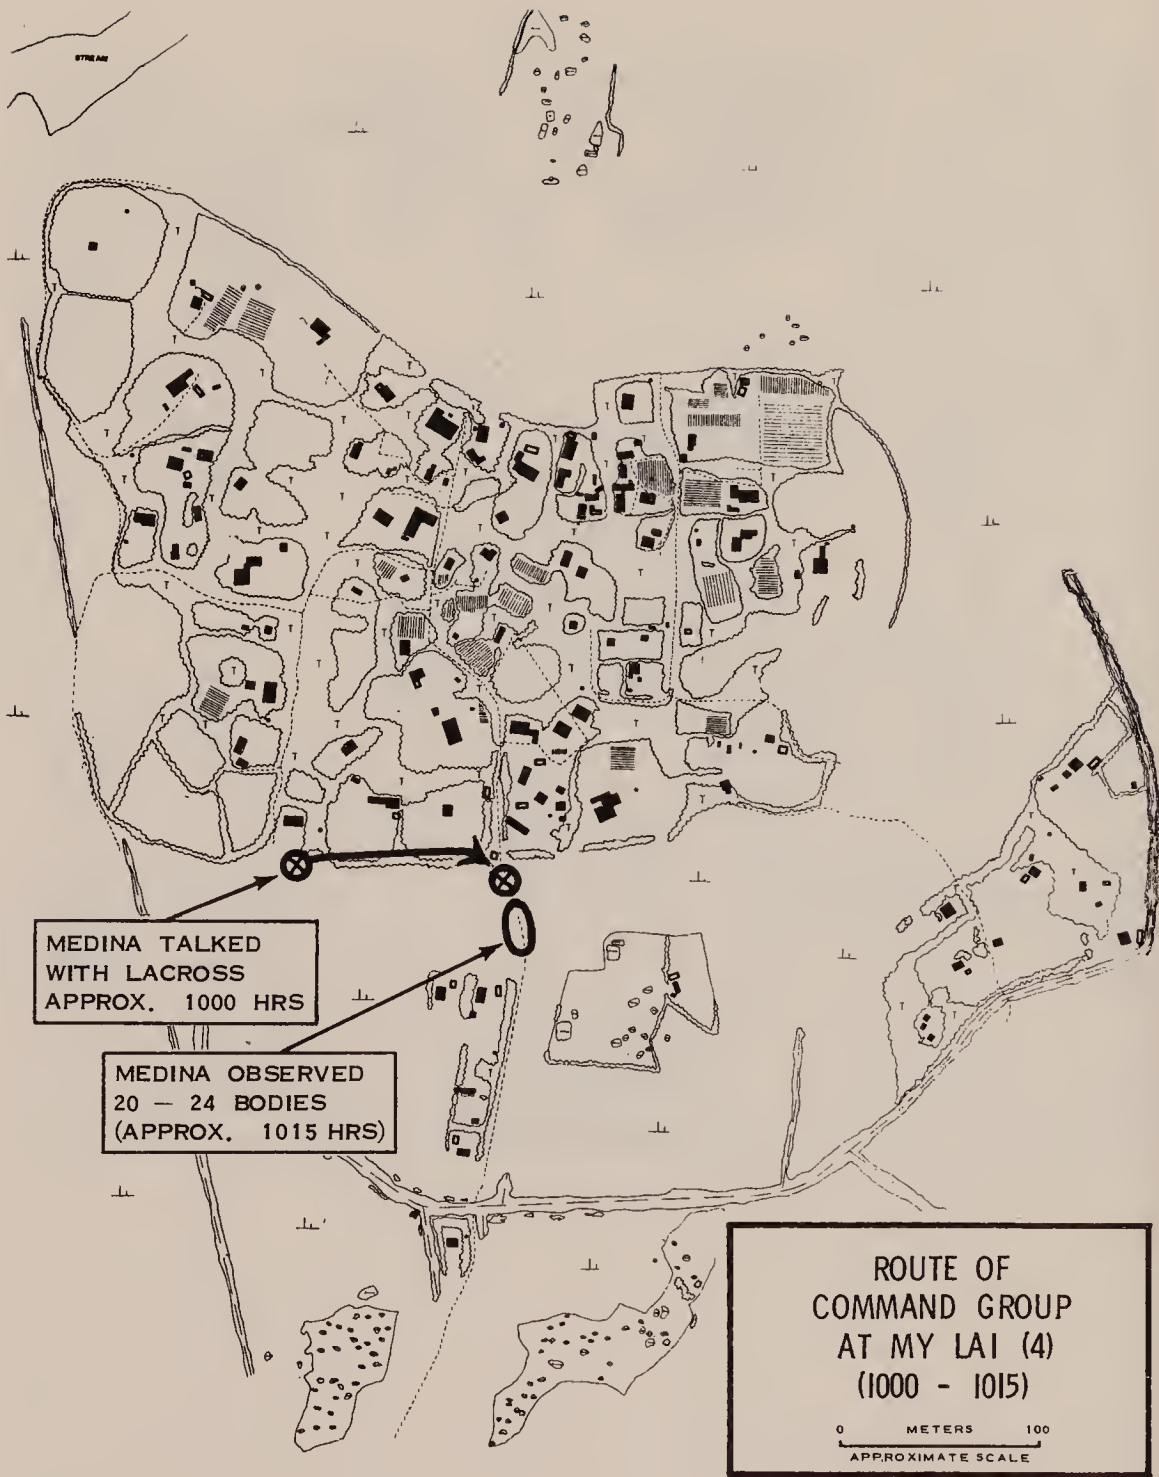 STREAM
MEDINA TALKED
WITH LACROSS
APPROX. 1000 HRS
MEDINA OBSERVED
20 — 24 BODIES
(APPROX. 1015 HRS)
ROUTE OF
COMMAND GROUP
AT MY LAI (4)
(1000 - 1015)
0 METERS 100
APPROXIMATE SCALE